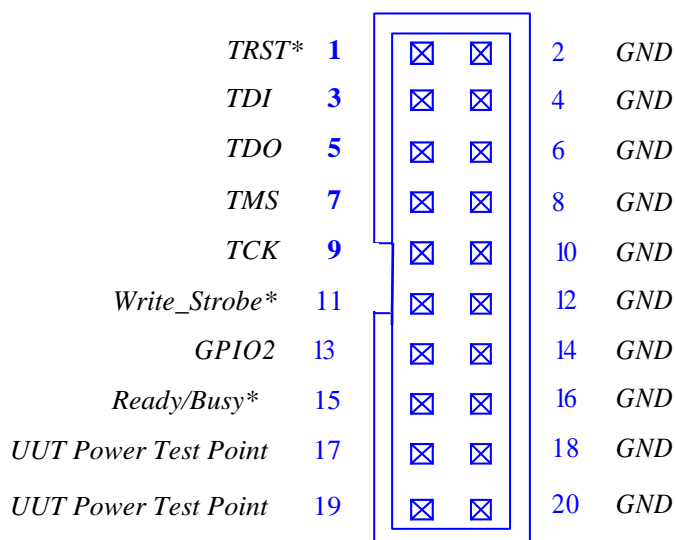 TRST* 1 2 GND
TDI 3 4 GND
TDO 5 6 GND
TMS 7 8 GND
TCK 9 10 GND
Write_Strobe* 11 12 GND
GPIO2 13 14 GND
Ready/Busy* 15 16 GND
UUT Power Test Point 17 18 GND
UUT Power Test Point 19 20 GND